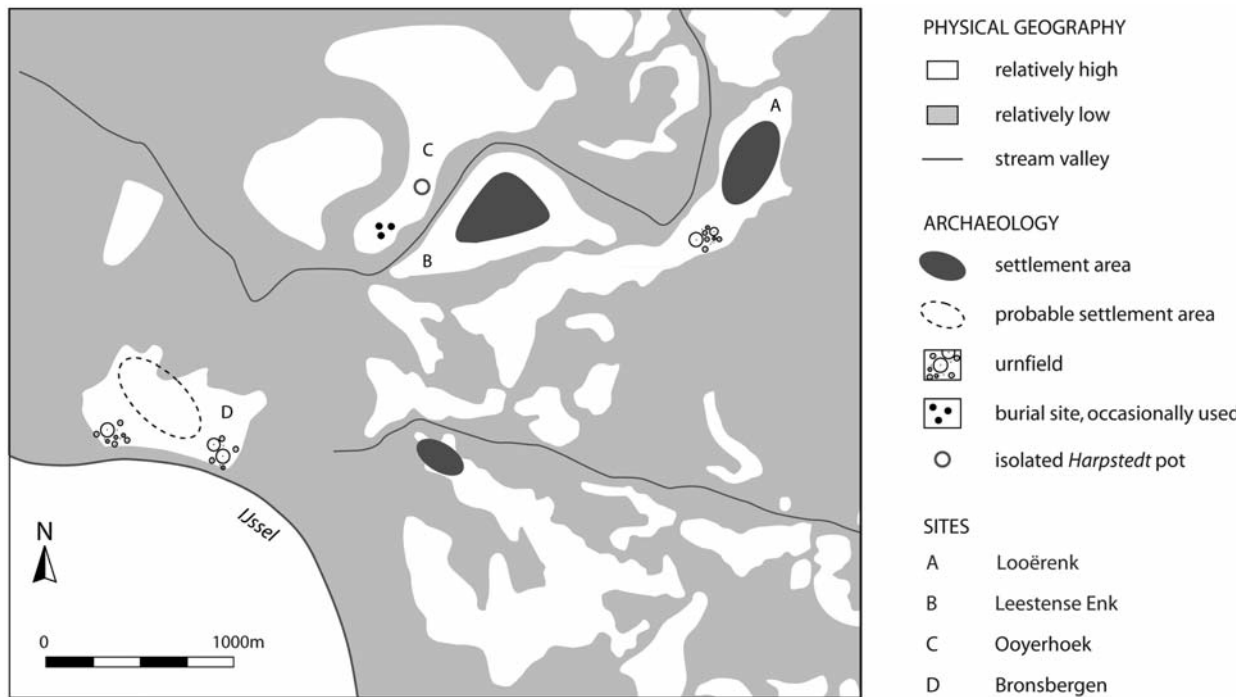 A
C
B
D
IJssel
N
0 1000m
PHYSICAL GEOGRAPHY
relatively high
relatively low
stream valley
ARCHAEOLOGY
settlement area
probable settlement area
urnfield
burial site, occasionally used
isolated Harpstedt pot
SITES
A Looërenk
B Leestense Enk
C Ooyerhoek
D Bronsbergen